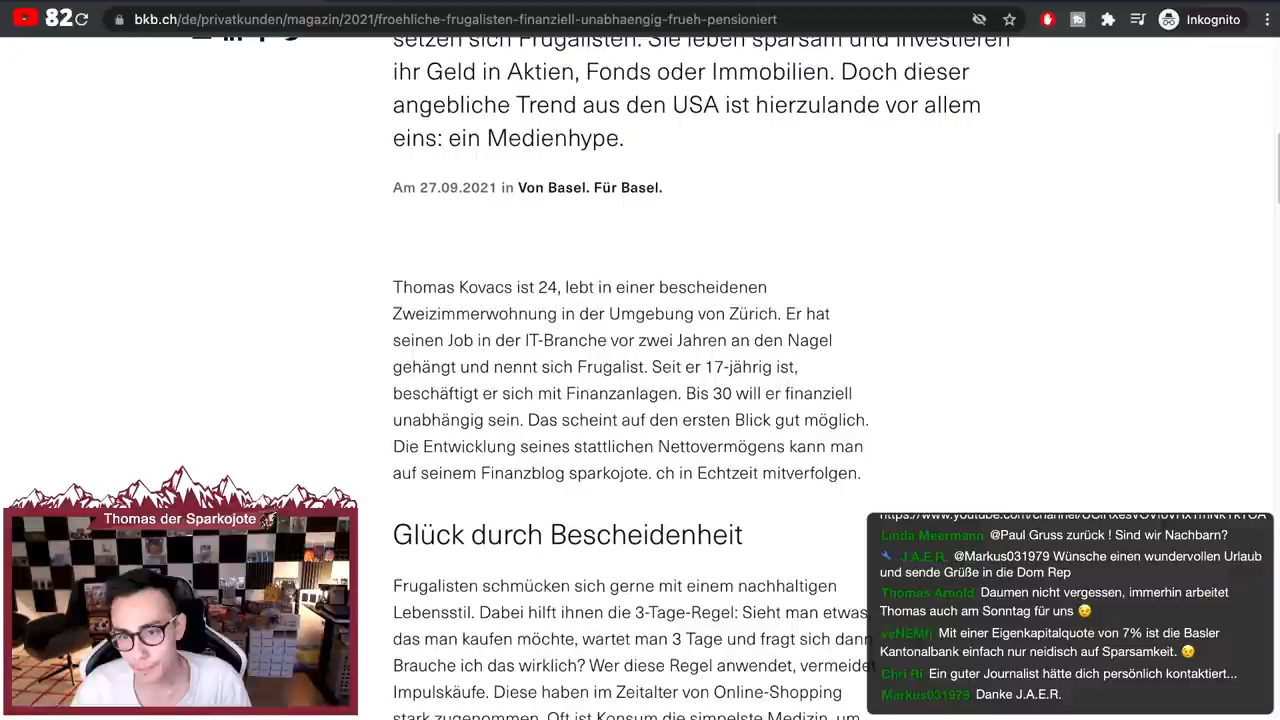 82
bkb.ch/de/privatkunden/magazin/2021/froehliche-frugalisten-finanziell-unabhaengig-frueh-pensioniert
Inkognito
setzen sich Frugalisten. Sie leben sparsam und investieren
ihr Geld in Aktien, Fonds oder Immobilien. Doch dieser
angebliche Trend aus den USA ist hierzulande vor allem
eins: ein Medienhype.
Am 27.09.2021 in Von Basel. Für Basel.
Thomas Kovacs ist 24, lebt in einer bescheidenen
Zweizimmerwohnung in der Umgebung von Zürich. Er hat
seinen Job in der IT-Branche vor zwei Jahren an den Nagel
gehängt und nennt sich Frugalist. Seit er 17-jährig ist,
beschäftigt er sich mit Finanzanlagen. Bis 30 will er finanziell
unabhängig sein. Das scheint auf den ersten Blick gut möglich.
Die Entwicklung seines stattlichen Nettovermögens kann man
auf seinem Finanzblog sparkojote. ch in Echtzeit mitverfolgen.
Glück durch Bescheidenheit
Frugalisten schmücken sich gerne mit einem nachhaltigen
Lebensstil. Dabei hilft ihnen die 3-Tage-Regel: Sieht man etwas,
das man kaufen möchte, wartet man 3 Tage und fragt sich dann
Brauche ich das wirklich? Wer diese Regel anwendet, vermeidet
Impulskäufe. Diese haben im Zeitalter von Online-Shopping
stark zugenommen. Oft ist Konsum die simpelste Medizin, um
Thomas der Sparkojote
Linda Meermann @Paul Gruss zurück ! Sind wir Nachbarn?
J.A.E.R. @Markus031979 Wünsche einen wundervollen Urlaub
und sende Grüße in die Dom Rep
Thomas Arnold Daumen nicht vergessen, immerhin arbeitet
Thomas auch am Sonntag für uns 😉
Mit einer Eigenkapitalquote von 7% ist die Basler
Kantonalbank einfach nur neidisch auf Sparsamkeit. 😉
Chri Ri Ein guter Journalist hätte dich persönlich kontaktiert...
Markus031979 Danke J.A.E.R.